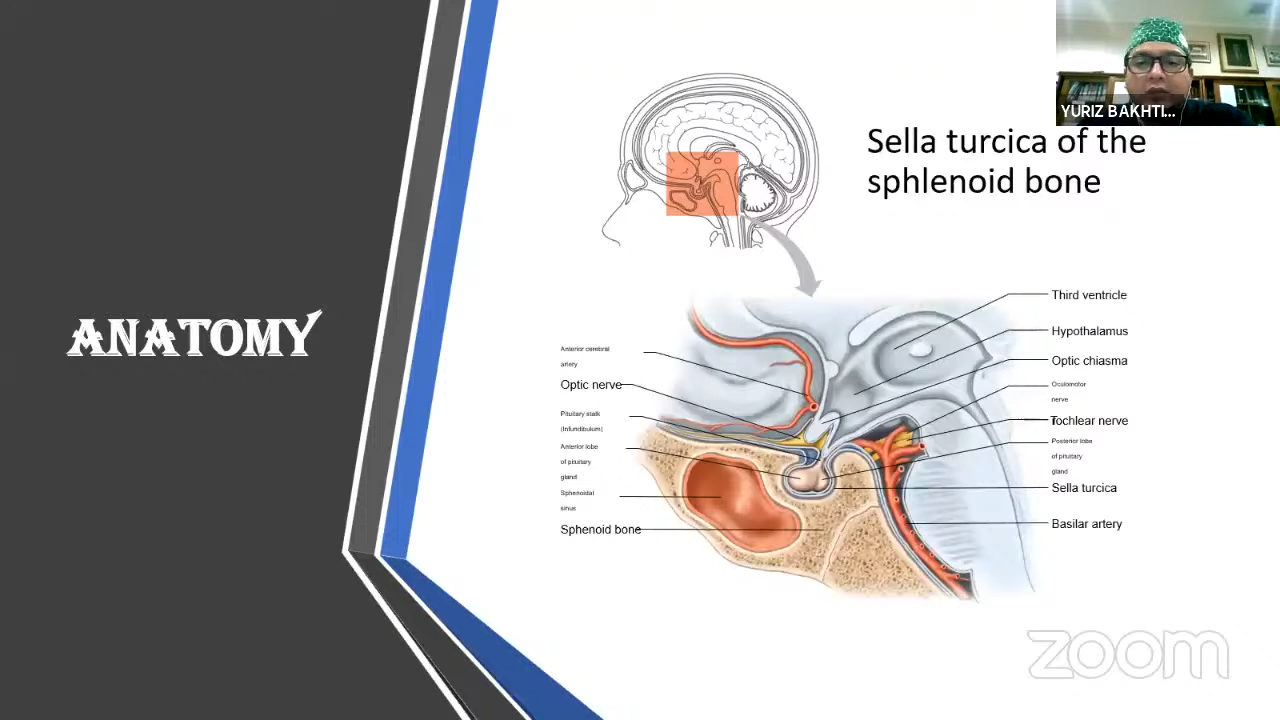 YURIZ BAKHTI...
Sella turcica of the
sphlenoid bone
ANATOMY
Anterior cerebral
artery
Optic nerve
Pituitary stalk
(Infundibulum)
Anterior lobe
of pituitary
gland
Sphenoidal
sinus
Sphenoid bone
Third ventricle
Hypothalamus
Optic chiasma
Oculomotor
nerve
Tochlear nerve
Posterior lobe
of pituitary
gland
Sella turcica
Basilar artery
zoom